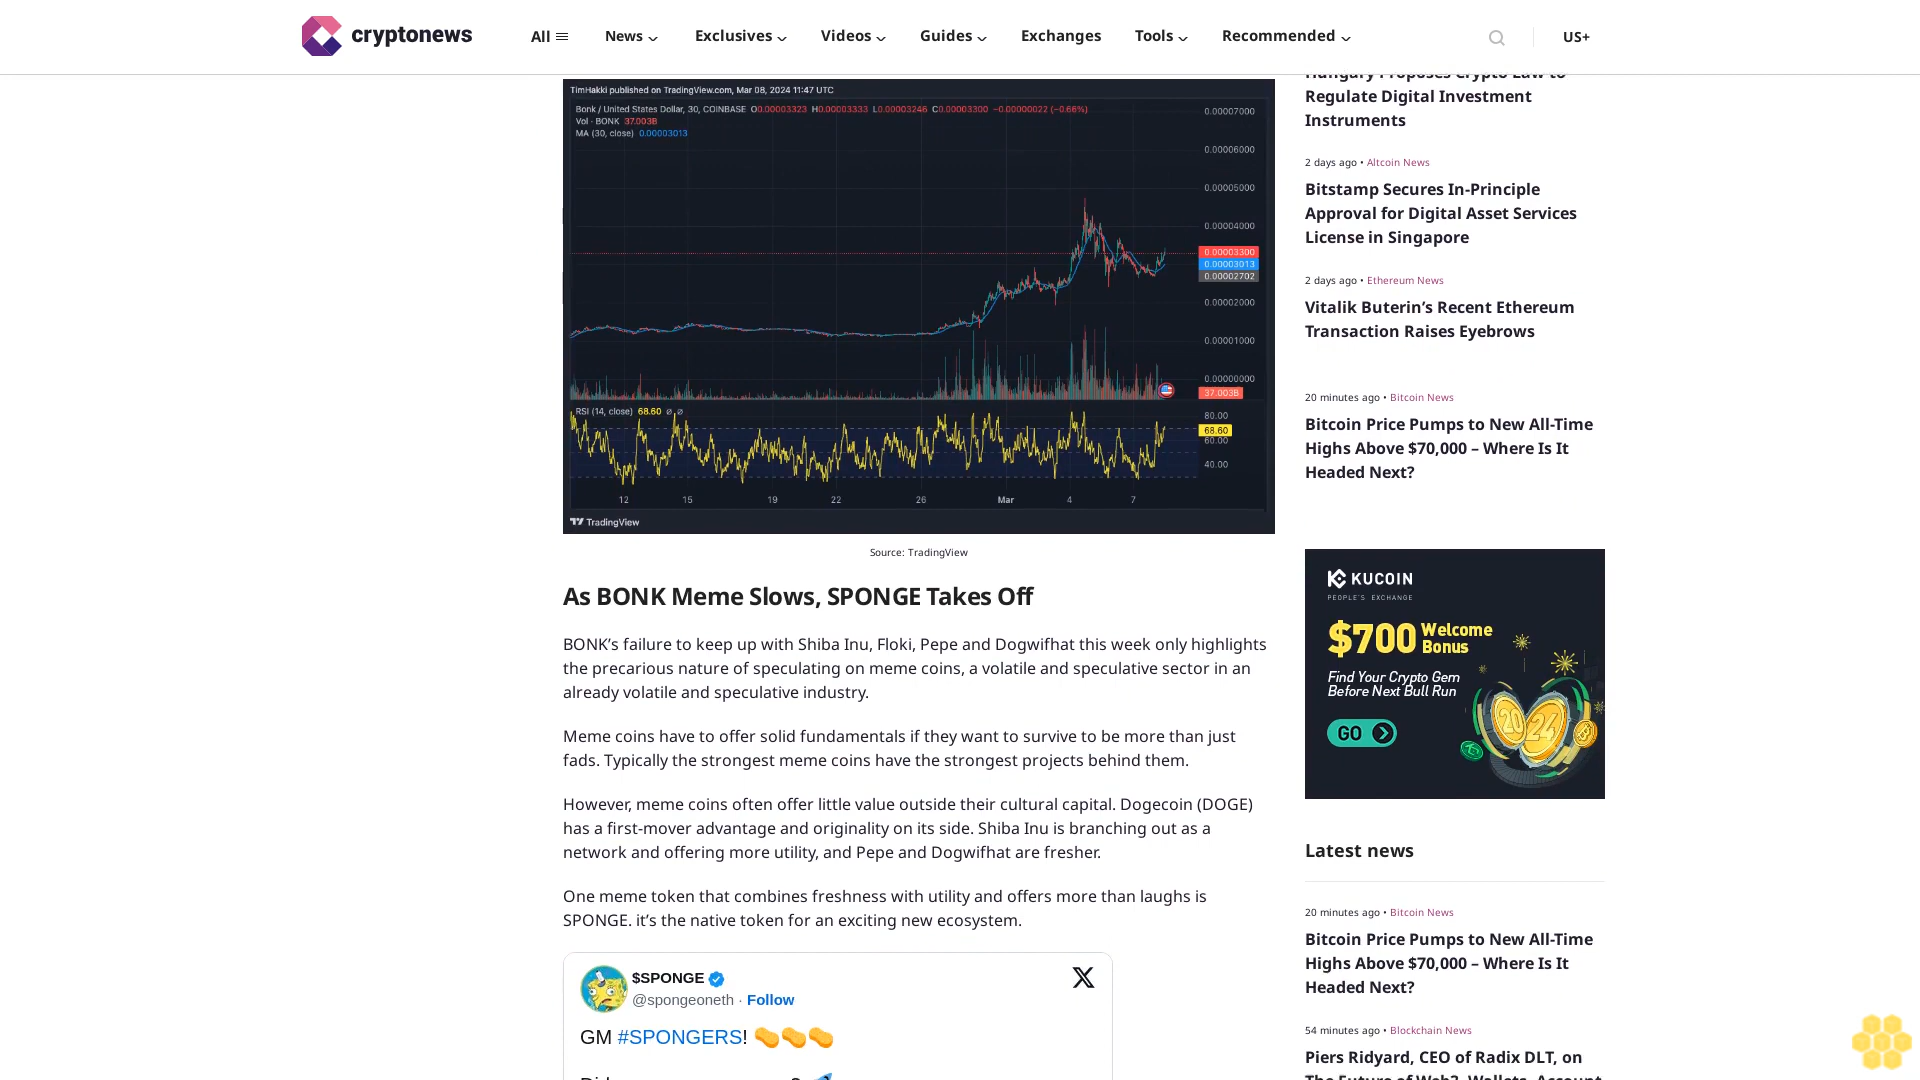 cryptonews
All
News
Exclusives
Videos
Guides
Exchanges
Tools
Recommended
US+
TimHakki published on TradingView.com, Mar 08, 2024 11:47 UTC
Bonk / United States Dollar, 30, COINBASE O0.00003323 H0.00003333 L0.00003246 C0.00003300 −0.00000022 (−0.66%)
Vol · BONK 37.003B
MA (30, close) 0.00003013
0.00007000
0.00006000
0.00005000
0.00004000
0.00003300
0.00003013
0.00002702
0.00002000
0.00001000
0.00000000
37.003B
RSI (14, close) 68.60 ∅ ∅
80.00
68.60
60.00
40.00
12 15 19 22 26 Mar 4 7
TradingView
Source: TradingView
As BONK Meme Slows, SPONGE Takes Off
BONK’s failure to keep up with Shiba Inu, Floki, Pepe and Dogwifhat this week only highlights
the precarious nature of speculating on meme coins, a volatile and speculative sector in an
already volatile and speculative industry.
Meme coins have to offer solid fundamentals if they want to survive to be more than just
fads. Typically the strongest meme coins have the strongest projects behind them.
However, meme coins often offer little value outside their cultural capital. Dogecoin (DOGE)
has a first-mover advantage and originality on its side. Shiba Inu is branching out as a
network and offering more utility, and Pepe and Dogwifhat are fresher.
One meme token that combines freshness with utility and offers more than laughs is
SPONGE. it’s the native token for an exciting new ecosystem.
$SPONGE
@spongeoneth · Follow
GM #SPONGERS!
Hungary Proposes Crypto Law to
Regulate Digital Investment
Instruments
2 days ago • Altcoin News
Bitstamp Secures In-Principle
Approval for Digital Asset Services
License in Singapore
2 days ago • Ethereum News
Vitalik Buterin’s Recent Ethereum
Transaction Raises Eyebrows
20 minutes ago • Bitcoin News
Bitcoin Price Pumps to New All-Time
Highs Above $70,000 – Where Is It
Headed Next?
KUCOIN
PEOPLE'S EXCHANGE
$700 Welcome
Bonus
Find Your Crypto Gem
Before Next Bull Run
GO
20 24
Latest news
20 minutes ago • Bitcoin News
Bitcoin Price Pumps to New All-Time
Highs Above $70,000 – Where Is It
Headed Next?
54 minutes ago • Blockchain News
Piers Ridyard, CEO of Radix DLT, on
The Future of Web3, Wallets, Account